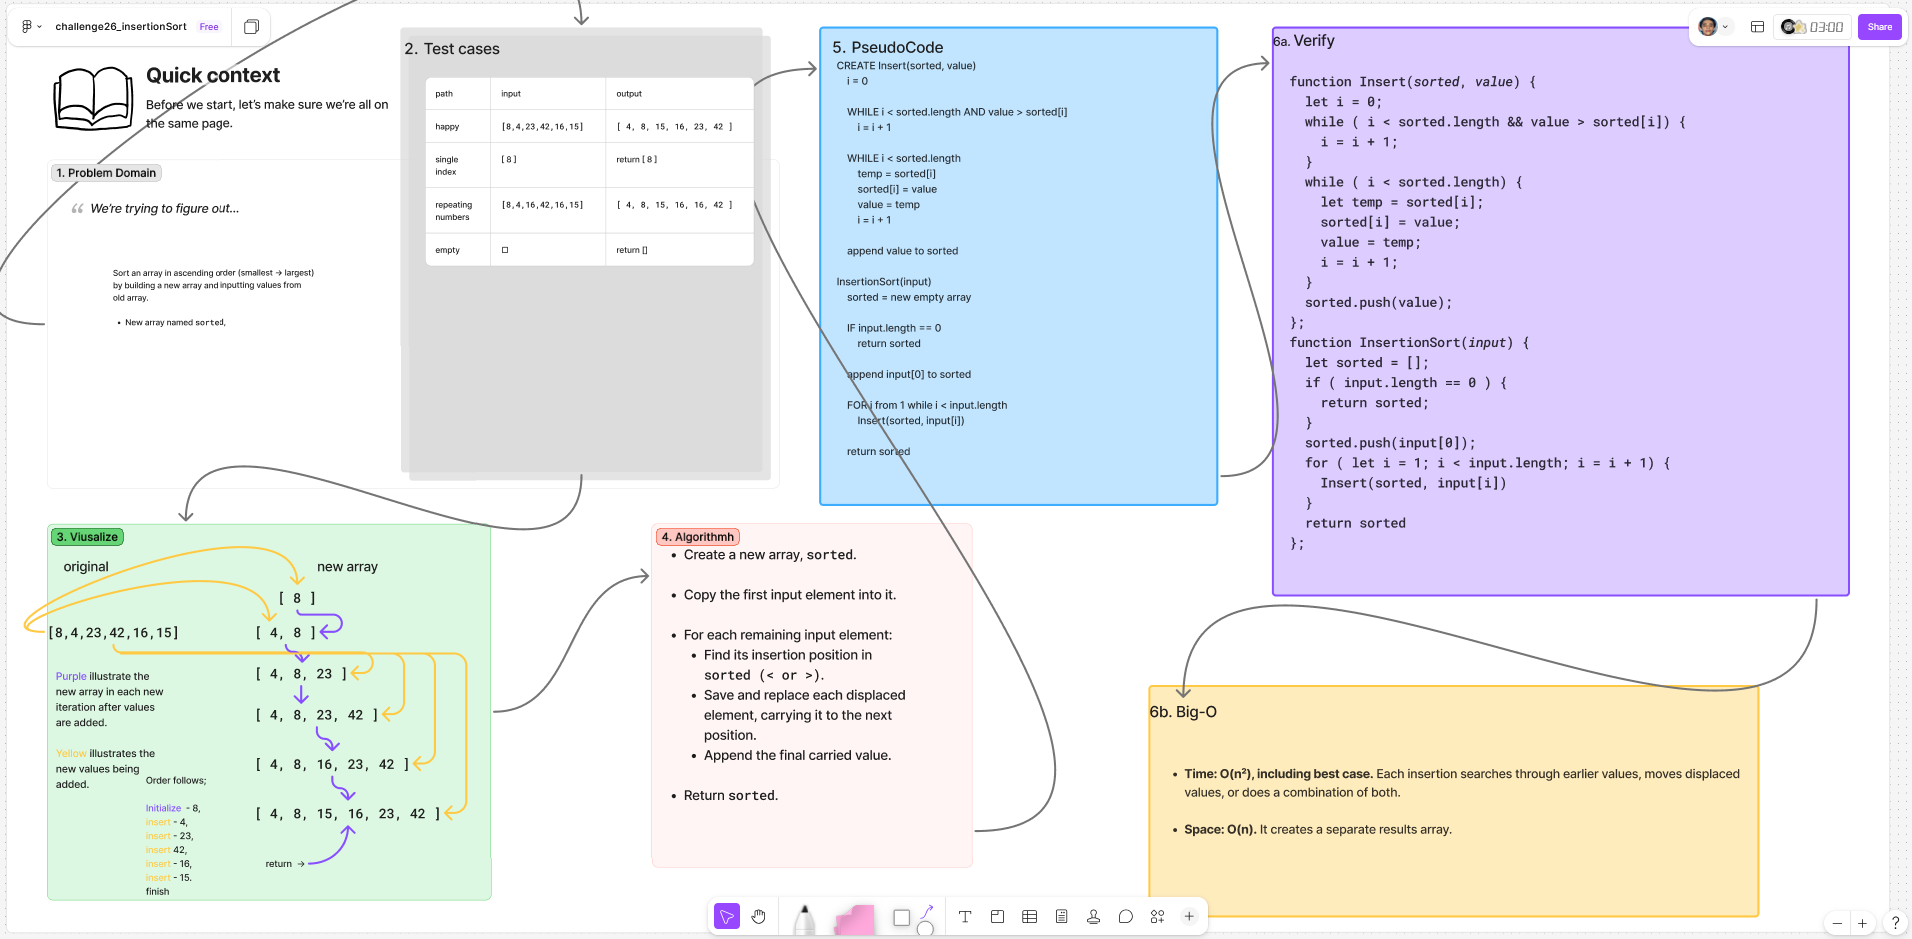 challenge26_insertionSort Free
03:00
Share
Quick context
Before we start, let's make sure we're all on
the same page.
1. Problem Domain
“ We're trying to figure out...
Sort an array in ascending order (smallest → largest)
by building a new array and inputting values from
old array.
• New array named sorted,
2. Test cases
path input output
happy [8,4,23,42,16,15] [ 4, 8, 15, 16, 23, 42 ]
single
index
[ 8 ] return [ 8 ]
repeating
numbers
[8,4,16,42,16,15] [ 4, 8, 15, 16, 16, 42 ]
empty [] return []
3. Viusalize
original new array
[ 8 ]
[8,4,23,42,16,15] [ 4, 8 ]
[ 4, 8, 23 ]
[ 4, 8, 23, 42 ]
[ 4, 8, 16, 23, 42 ]
[ 4, 8, 15, 16, 23, 42 ]
return →
Purple illustrate the
new array in each new
iteration after values
are added.
Yellow illustrates the
new values being
added.
Order follows;
Initialize - 8,
insert - 4,
insert - 23,
insert 42,
insert - 16,
insert - 15.
finish
4. Algorithmh
• Create a new array, sorted.
• Copy the first input element into it.
• For each remaining input element:
• Find its insertion position in
sorted (< or >).
• Save and replace each displaced
element, carrying it to the next
position.
• Append the final carried value.
• Return sorted.
5. PseudoCode
CREATE Insert(sorted, value)
i = 0
WHILE i < sorted.length AND value > sorted[i]
i = i + 1
WHILE i < sorted.length
temp = sorted[i]
sorted[i] = value
value = temp
i = i + 1
append value to sorted
InsertionSort(input)
sorted = new empty array
IF input.length == 0
return sorted
append input[0] to sorted
FOR i from 1 while i < input.length
Insert(sorted, input[i])
return sorted
6a. Verify
function Insert(sorted, value) {
let i = 0;
while ( i < sorted.length && value > sorted[i]) {
i = i + 1;
}
while ( i < sorted.length) {
let temp = sorted[i];
sorted[i] = value;
value = temp;
i = i + 1;
}
sorted.push(value);
};
function InsertionSort(input) {
let sorted = [];
if ( input.length == 0 ) {
return sorted;
}
sorted.push(input[0]);
for ( let i = 1; i < input.length; i = i + 1) {
Insert(sorted, input[i])
}
return sorted
};
6b. Big-O
• Time: O(n²), including best case. Each insertion searches through earlier values, moves displaced
values, or does a combination of both.
• Space: O(n). It creates a separate results array.